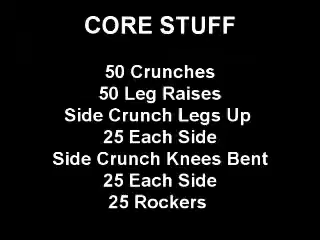 CORE STUFF
50 Crunches
50 Leg Raises
Side Crunch Legs Up
25 Each Side
Side Crunch Knees Bent
25 Each Side
25 Rockers